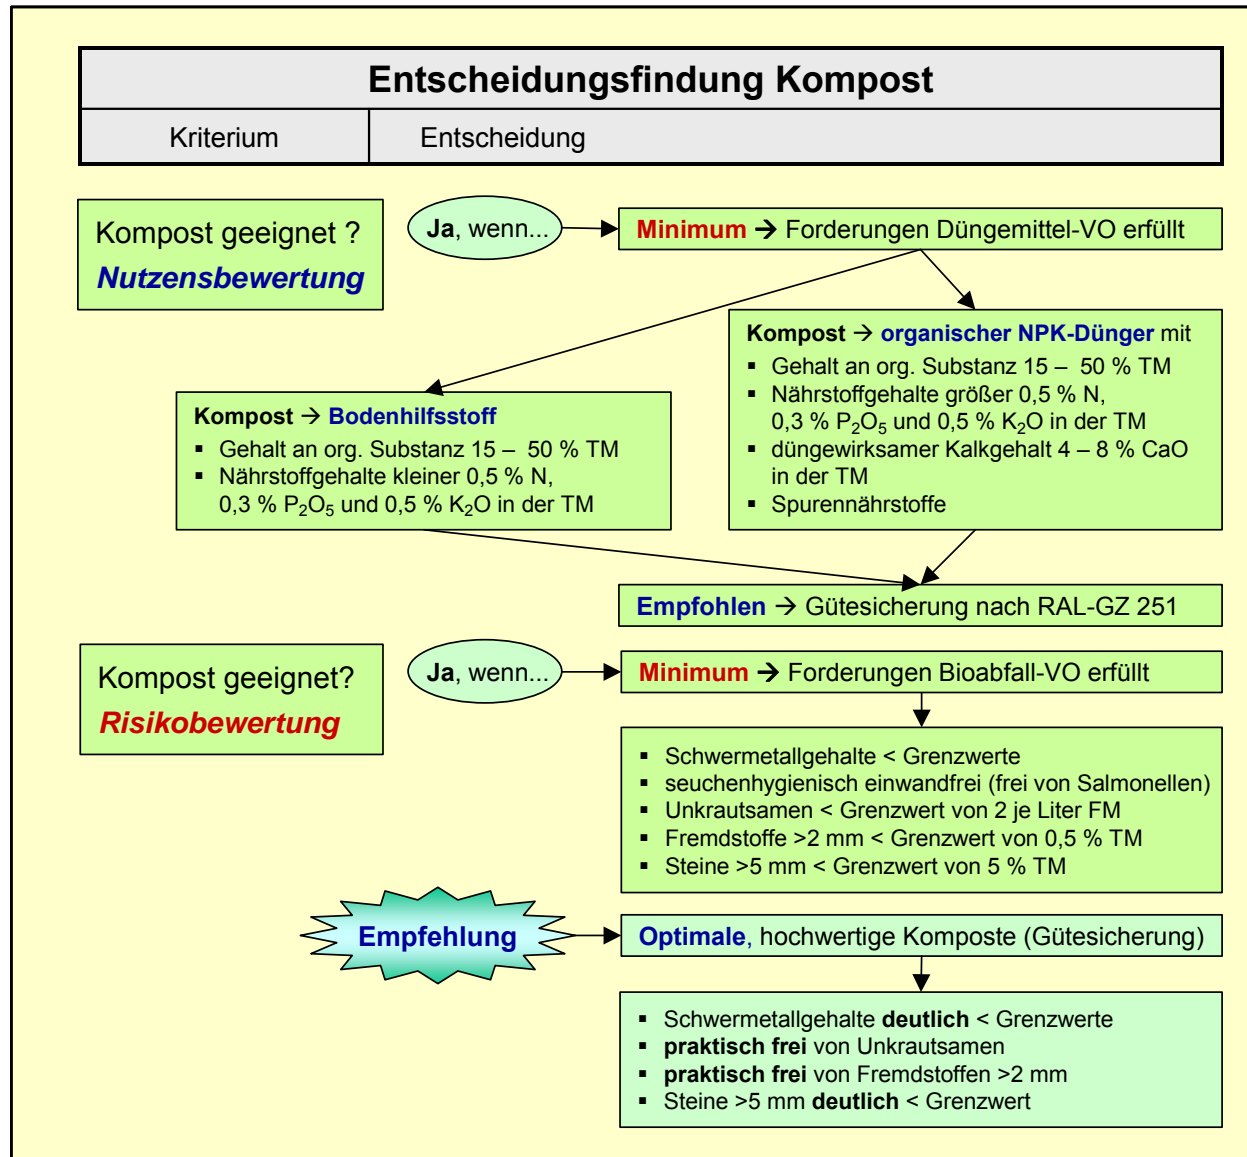 Entscheidungsfindung Kompost
Kriterium
Entscheidung
Kompost geeignet ?
Nutzensbewertung
Ja, wenn...
Minimum → Forderungen Düngemittel-VO erfüllt
Kompost → organischer NPK-Dünger mit
▪ Gehalt an org. Substanz 15 – 50 % TM
▪ Nährstoffgehalte größer 0,5 % N,
0,3 % P₂O₅ und 0,5 % K₂O in der TM
▪ düngewirksamer Kalkgehalt 4 – 8 % CaO
in der TM
▪ Spurennährstoffe
Kompost → Bodenhilfsstoff
▪ Gehalt an org. Substanz 15 – 50 % TM
▪ Nährstoffgehalte kleiner 0,5 % N,
0,3 % P₂O₅ und 0,5 % K₂O in der TM
Empfohlen → Gütesicherung nach RAL-GZ 251
Kompost geeignet?
Risikobewertung
Ja, wenn...
Minimum → Forderungen Bioabfall-VO erfüllt
▪ Schwermetallgehalte < Grenzwerte
▪ seuchenhygienisch einwandfrei (frei von Salmonellen)
▪ Unkrautsamen < Grenzwert von 2 je Liter FM
▪ Fremdstoffe >2 mm < Grenzwert von 0,5 % TM
▪ Steine >5 mm < Grenzwert von 5 % TM
Empfehlung
Optimale, hochwertige Komposte (Gütesicherung)
▪ Schwermetallgehalte deutlich < Grenzwerte
▪ praktisch frei von Unkrautsamen
▪ praktisch frei von Fremdstoffen >2 mm
▪ Steine >5 mm deutlich < Grenzwert